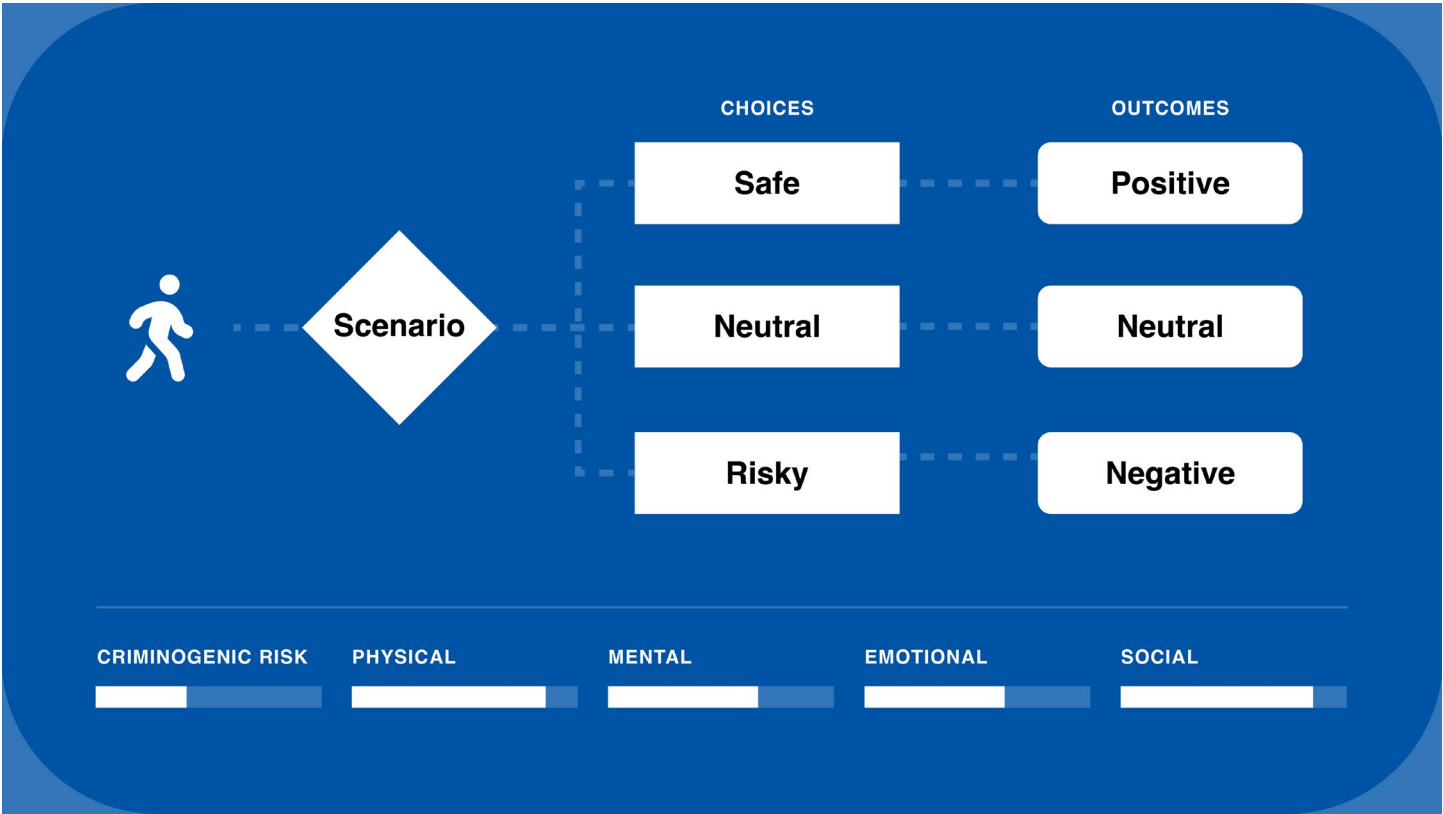 CHOICES
OUTCOMES
Safe
Positive
Scenario
Neutral
Neutral
Risky
Negative
CRIMINOGENIC RISK
PHYSICAL
MENTAL
EMOTIONAL
SOCIAL